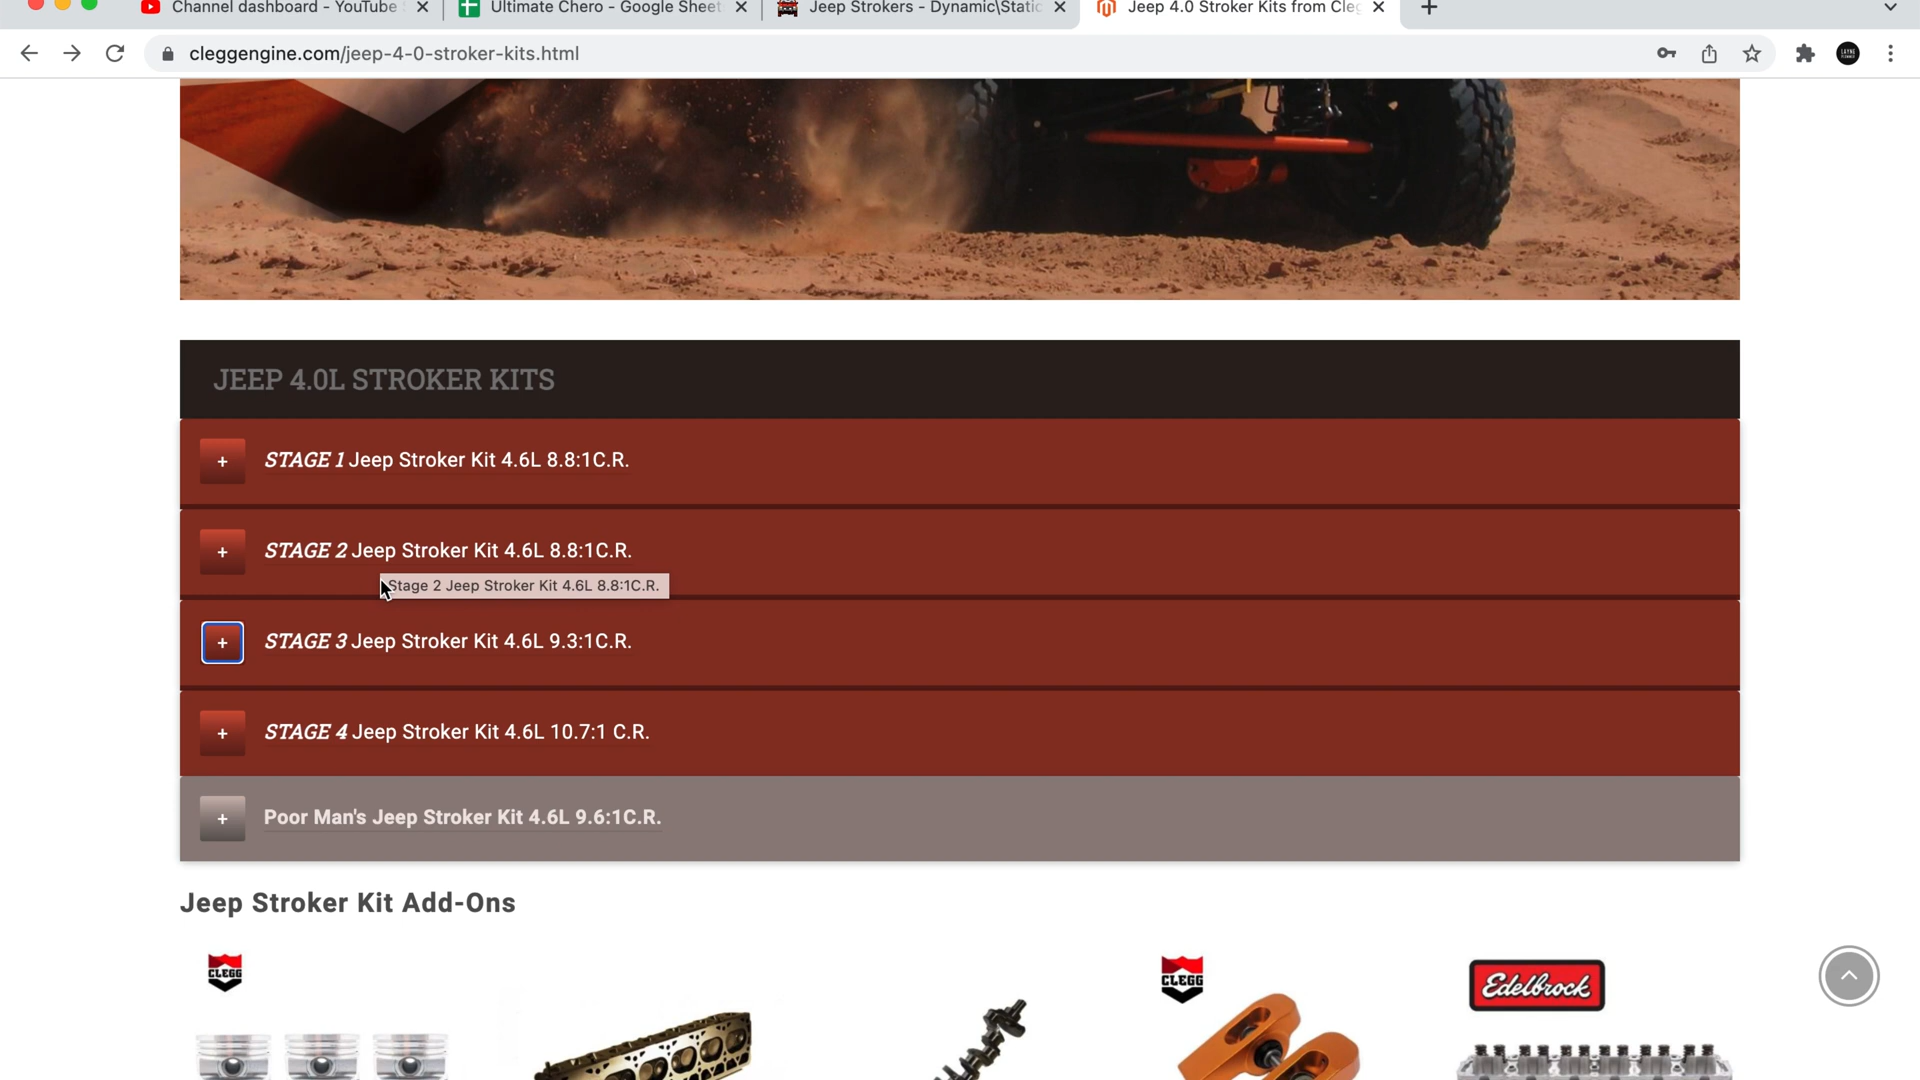 Channel dashboard - YouTube
Ultimate Chero - Google Sheet
Jeep Strokers - Dynamic\Static
Jeep 4.0 Stroker Kits from Cleg
cleggengine.com/jeep-4-0-stroker-kits.html
JEEP 4.0L STROKER KITS
+ STAGE 1 Jeep Stroker Kit 4.6L 8.8:1C.R.
+ STAGE 2 Jeep Stroker Kit 4.6L 8.8:1C.R.
Stage 2 Jeep Stroker Kit 4.6L 8.8:1C.R.
+ STAGE 3 Jeep Stroker Kit 4.6L 9.3:1C.R.
+ STAGE 4 Jeep Stroker Kit 4.6L 10.7:1 C.R.
+ Poor Man's Jeep Stroker Kit 4.6L 9.6:1C.R.
Jeep Stroker Kit Add-Ons
CLEGG
CLEGG
Edelbrock